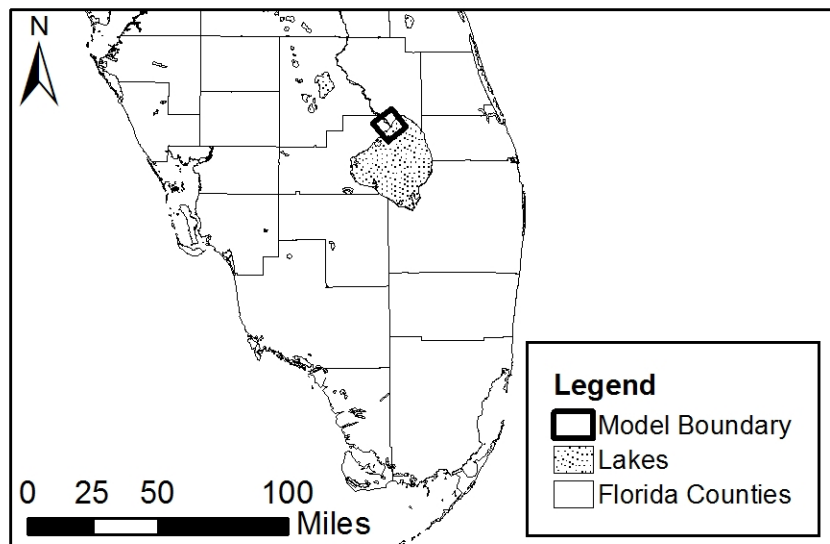 N
Legend
Model Boundary
Lakes
Florida Counties
0 25 50 100
Miles